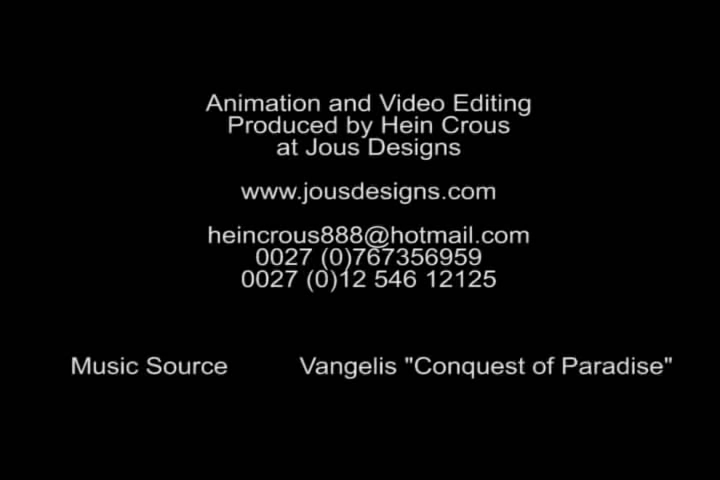 Animation and Video Editing
Produced by Hein Crous
at Jous Designs
www.jousdesigns.com
heincrous888@hotmail.com
0027 (0)767356959
0027 (0)12 546 12125
Music Source Vangelis "Conquest of Paradise"